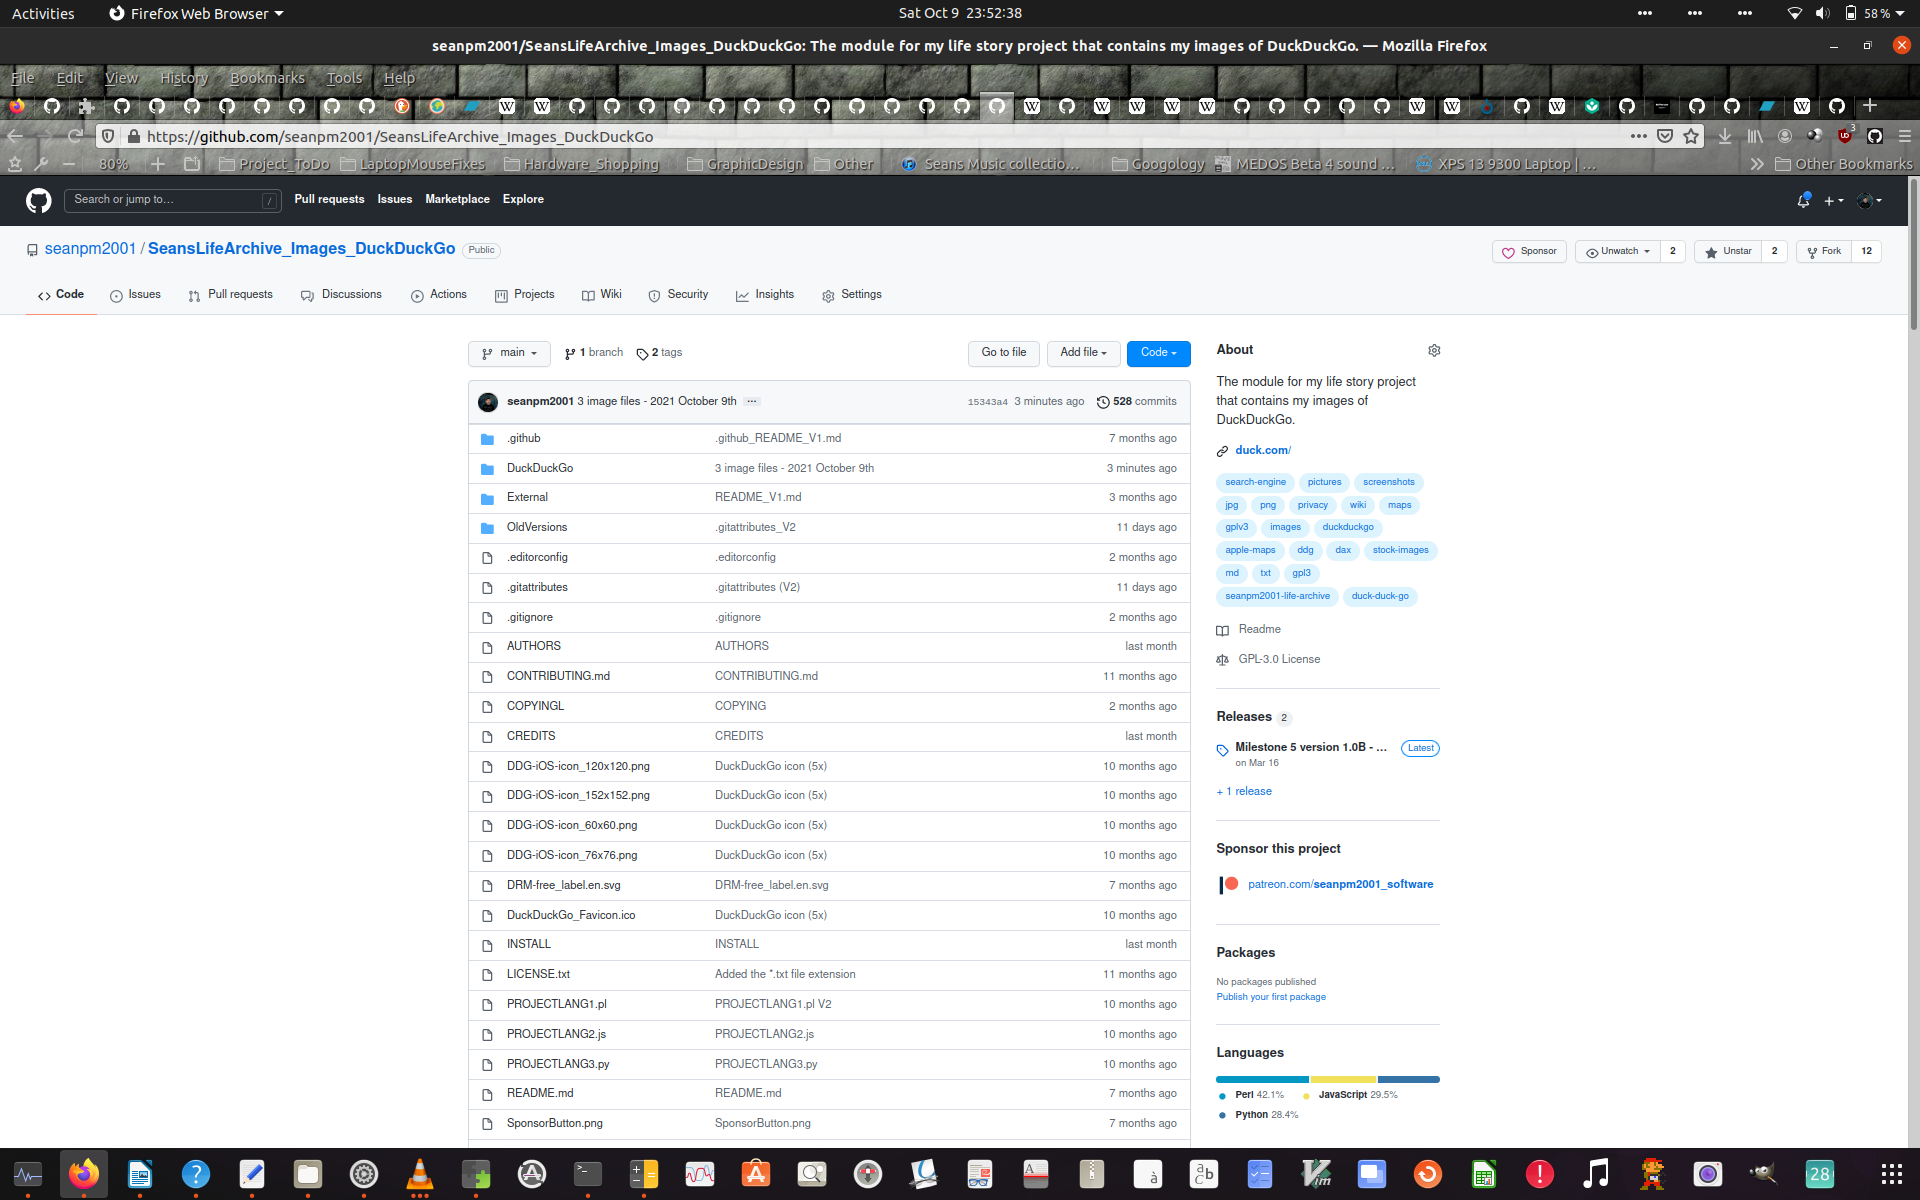 Activities Firefox Web Browser Sat Oct 9 23:52:38 58 %
seanpm2001/SeansLifeArchive_Images_DuckDuckGo: The module for my life story project that contains my images of DuckDuckGo. — Mozilla Firefox
File Edit View History Bookmarks Tools Help
https://github.com/seanpm2001/SeansLifeArchive_Images_DuckDuckGo 3
80% Project_ToDo LaptopMouseFixes Hardware_Shopping GraphicDesign Other Seans Music collectio… Googology MEDOS Beta 4 sound … XPS 13 9300 Laptop | … Other Bookmarks
Search or jump to… / Pull requests Issues Marketplace Explore
seanpm2001 / SeansLifeArchive_Images_DuckDuckGo Public Sponsor Unwatch 2 Unstar 2 Fork 12
Code Issues Pull requests Discussions Actions Projects Wiki Security Insights Settings
main 1 branch 2 tags Go to file Add file Code
seanpm2001 3 image files - 2021 October 9th ... 15343a4 3 minutes ago 528 commits
.github .github_README_V1.md 7 months ago
DuckDuckGo 3 image files - 2021 October 9th 3 minutes ago
External README_V1.md 3 months ago
OldVersions .gitattributes_V2 11 days ago
.editorconfig .editorconfig 2 months ago
.gitattributes .gitattributes (V2) 11 days ago
.gitignore .gitignore 2 months ago
AUTHORS AUTHORS last month
CONTRIBUTING.md CONTRIBUTING.md 11 months ago
COPYINGL COPYING 2 months ago
CREDITS CREDITS last month
DDG-iOS-icon_120x120.png DuckDuckGo icon (5x) 10 months ago
DDG-iOS-icon_152x152.png DuckDuckGo icon (5x) 10 months ago
DDG-iOS-icon_60x60.png DuckDuckGo icon (5x) 10 months ago
DDG-iOS-icon_76x76.png DuckDuckGo icon (5x) 10 months ago
DRM-free_label.en.svg DRM-free_label.en.svg 7 months ago
DuckDuckGo_Favicon.ico DuckDuckGo icon (5x) 10 months ago
INSTALL INSTALL last month
LICENSE.txt Added the *.txt file extension 11 months ago
PROJECTLANG1.pl PROJECTLANG1.pl V2 10 months ago
PROJECTLANG2.js PROJECTLANG2.js 10 months ago
PROJECTLANG3.py PROJECTLANG3.py 10 months ago
README.md README.md 7 months ago
SponsorButton.png SponsorButton.png 7 months ago
About
The module for my life story project
that contains my images of
DuckDuckGo.
duck.com/
search-engine pictures screenshots
jpg png privacy wiki maps
gplv3 images duckduckgo
apple-maps ddg dax stock-images
md txt gpl3
seanpm2001-life-archive duck-duck-go
Readme
GPL-3.0 License
Releases 2
Milestone 5 version 1.0B - ... Latest
on Mar 16
+ 1 release
Sponsor this project
patreon.com/seanpm2001_software
Packages
No packages published
Publish your first package
Languages
Perl 42.1% JavaScript 29.5%
Python 28.4%
28